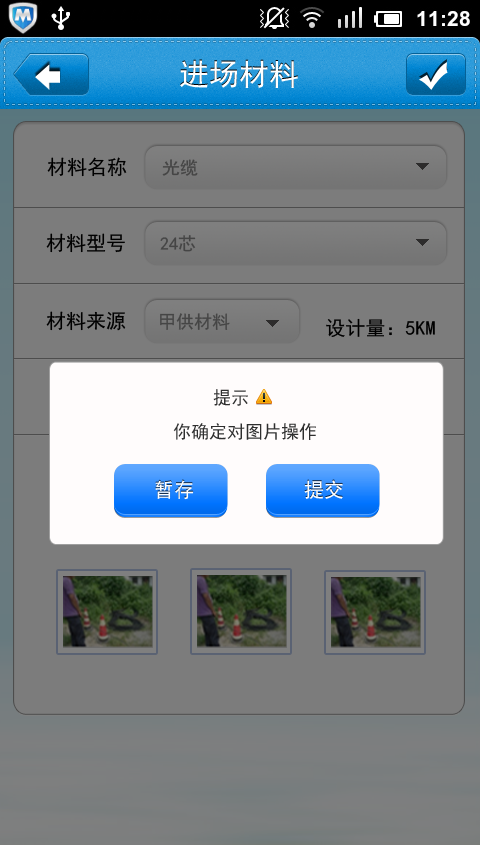 11:28
进场材料
材料名称 光缆
材料型号 24芯
材料来源 甲供材料 设计量：5KM
提示
你确定对图片操作
暂存 提交